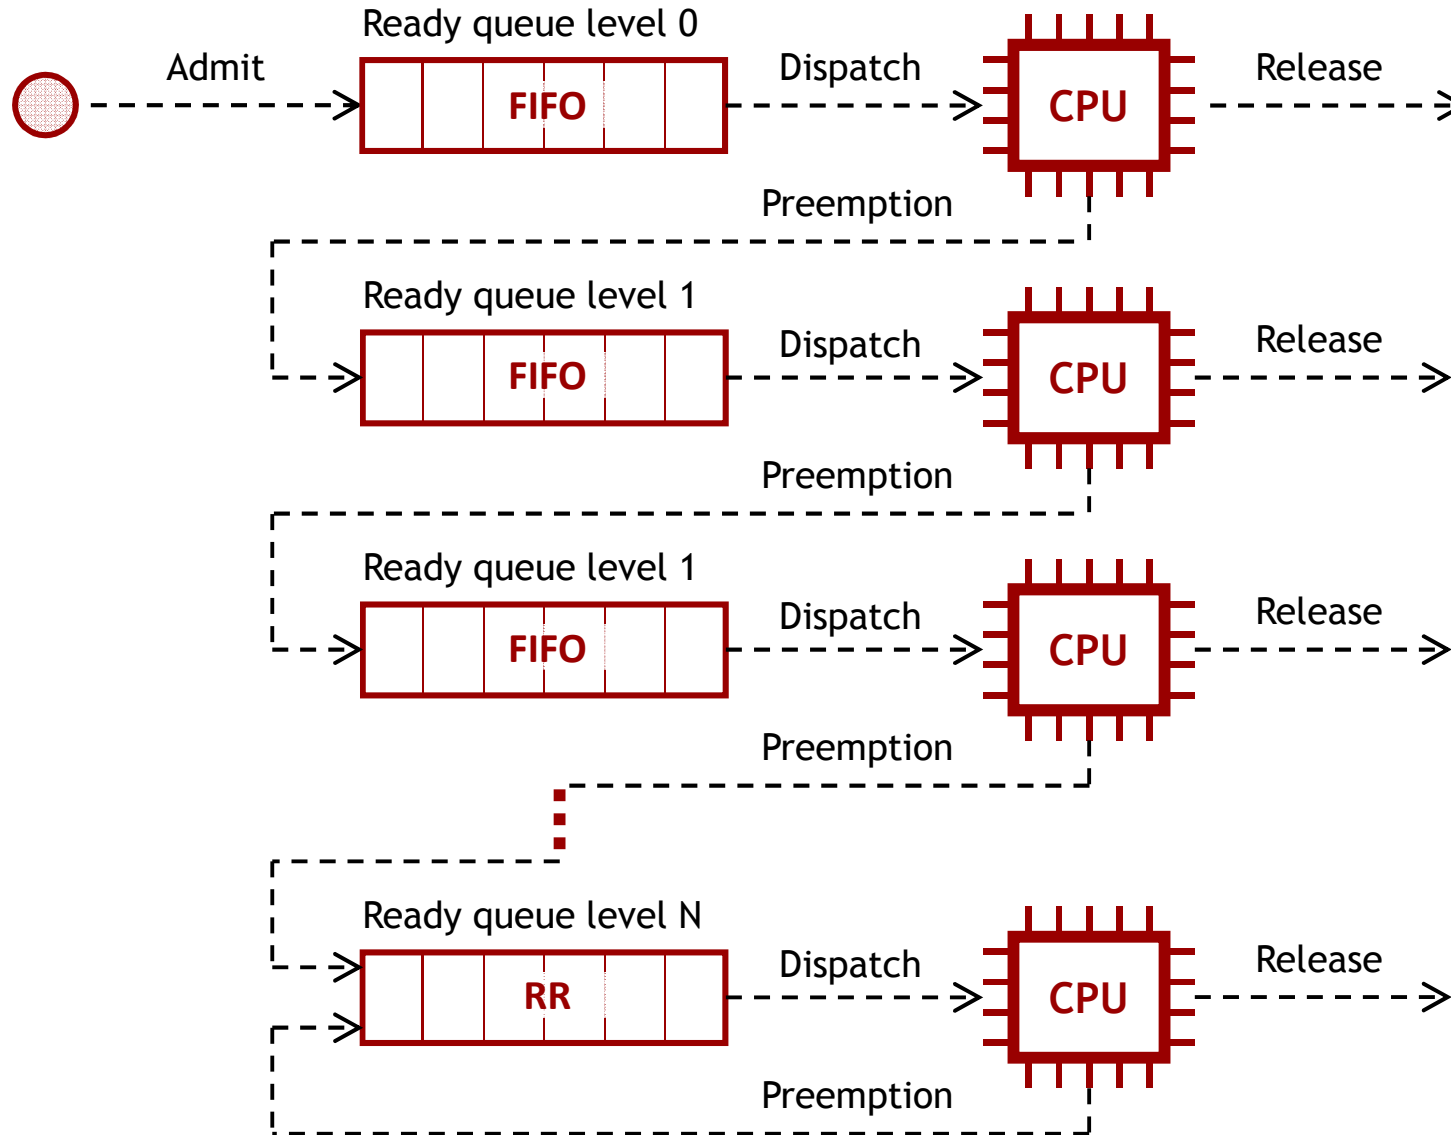 Ready queue level 0
Admit
FIFO
Dispatch
CPU
Release
Preemption
Ready queue level 1
FIFO
Dispatch
CPU
Release
Preemption
Ready queue level 1
FIFO
Dispatch
CPU
Release
Preemption
Ready queue level N
RR
Dispatch
CPU
Release
Preemption